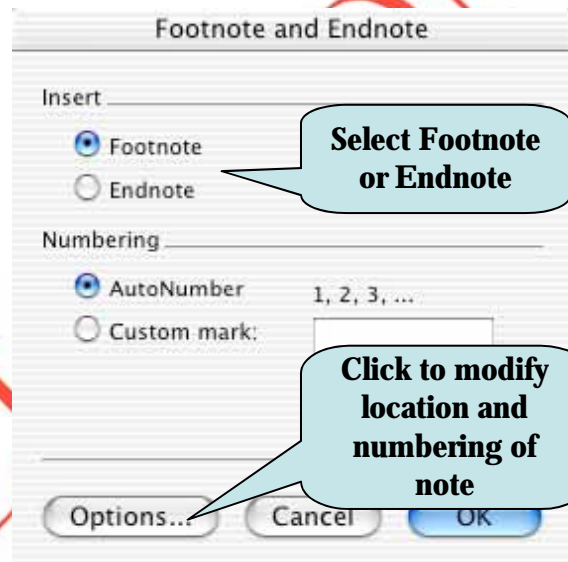 Footnote and Endnote
Insert
Footnote
Endnote
Select Footnote
or Endnote
Numbering
AutoNumber 1, 2, 3, ...
Custom mark:
Click to modify
location and
numbering of
note
Options... Cancel OK